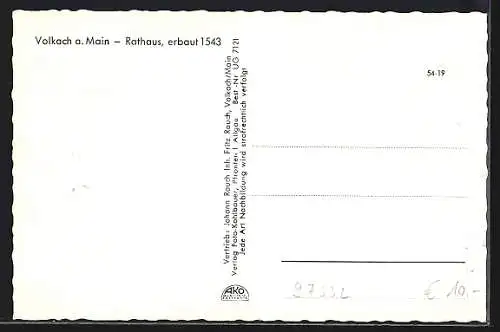 Volkach a. Main – Rathaus, erbaut 1543
54-19
Vertrieb: Johann Rauch Inh. Fritz Rauch, Volkach/Main
Verlag Foto-Kohlbauer, Pfronten i Allgäu Best.-Nr UG 7121
Jede Art Nachbildung wird strafrechtlich verfolgt
AKO
€ 10.-